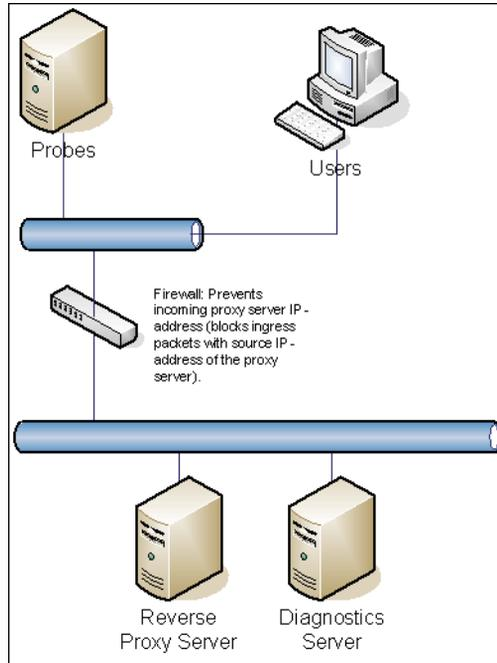 Probes
Users
Firewall: Prevents
incoming proxy server IP -
address (blocks ingress
packets with source IP -
address of the proxy
server).
Reverse
Proxy Server
Diagnostics
Server